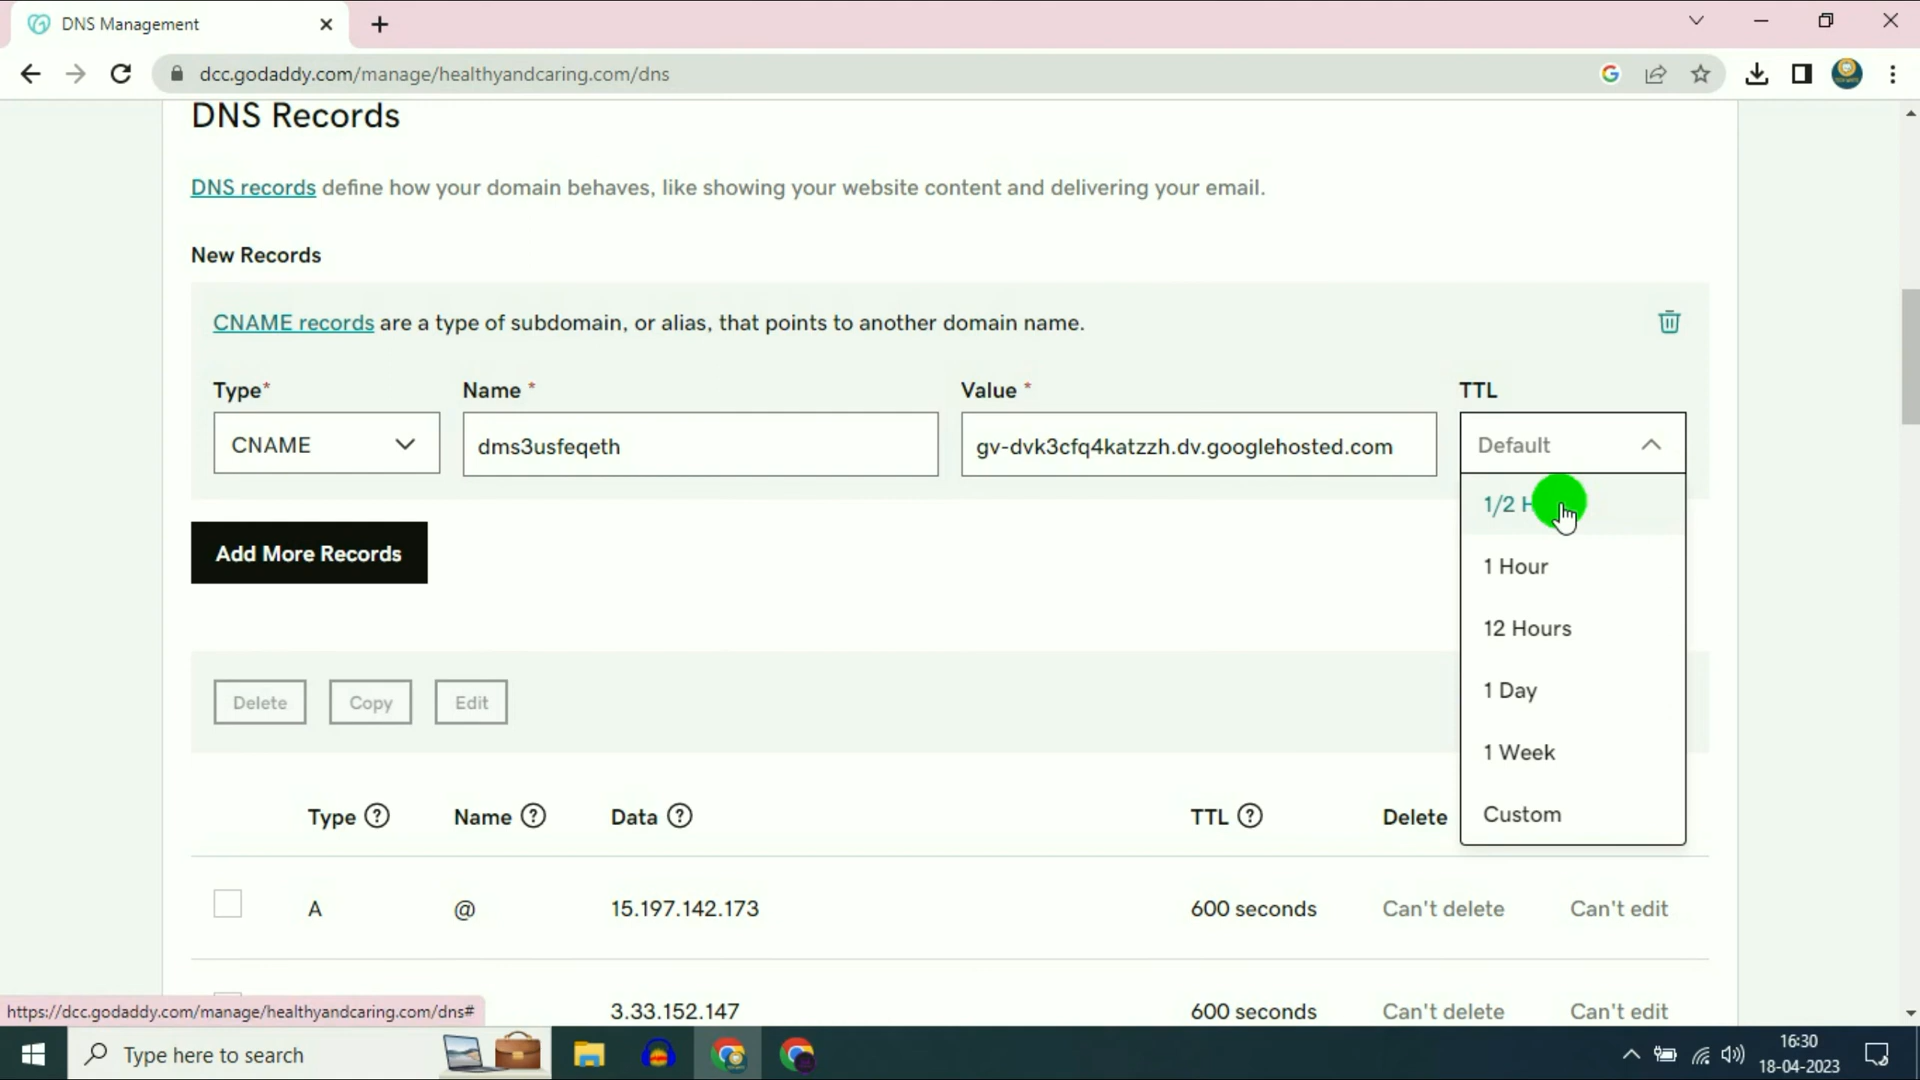 DNS Management
dcc.godaddy.com/manage/healthyandcaring.com/dns
DNS Records
DNS records define how your domain behaves, like showing your website content and delivering your email.
New Records
CNAME records are a type of subdomain, or alias, that points to another domain name.
Type* Name * Value * TTL
CNAME dms3usfeqeth gv-dvk3cfq4katzzh.dv.googlehosted.com Default
1/2 H
1 Hour
12 Hours
1 Day
1 Week
Custom
Add More Records
Delete Copy Edit
Type Name Data TTL Delete
A @ 15.197.142.173 600 seconds Can't delete Can't edit
3.33.152.147 600 seconds Can't delete Can't edit
https://dcc.godaddy.com/manage/healthyandcaring.com/dns#
Type here to search
16:30
18-04-2023